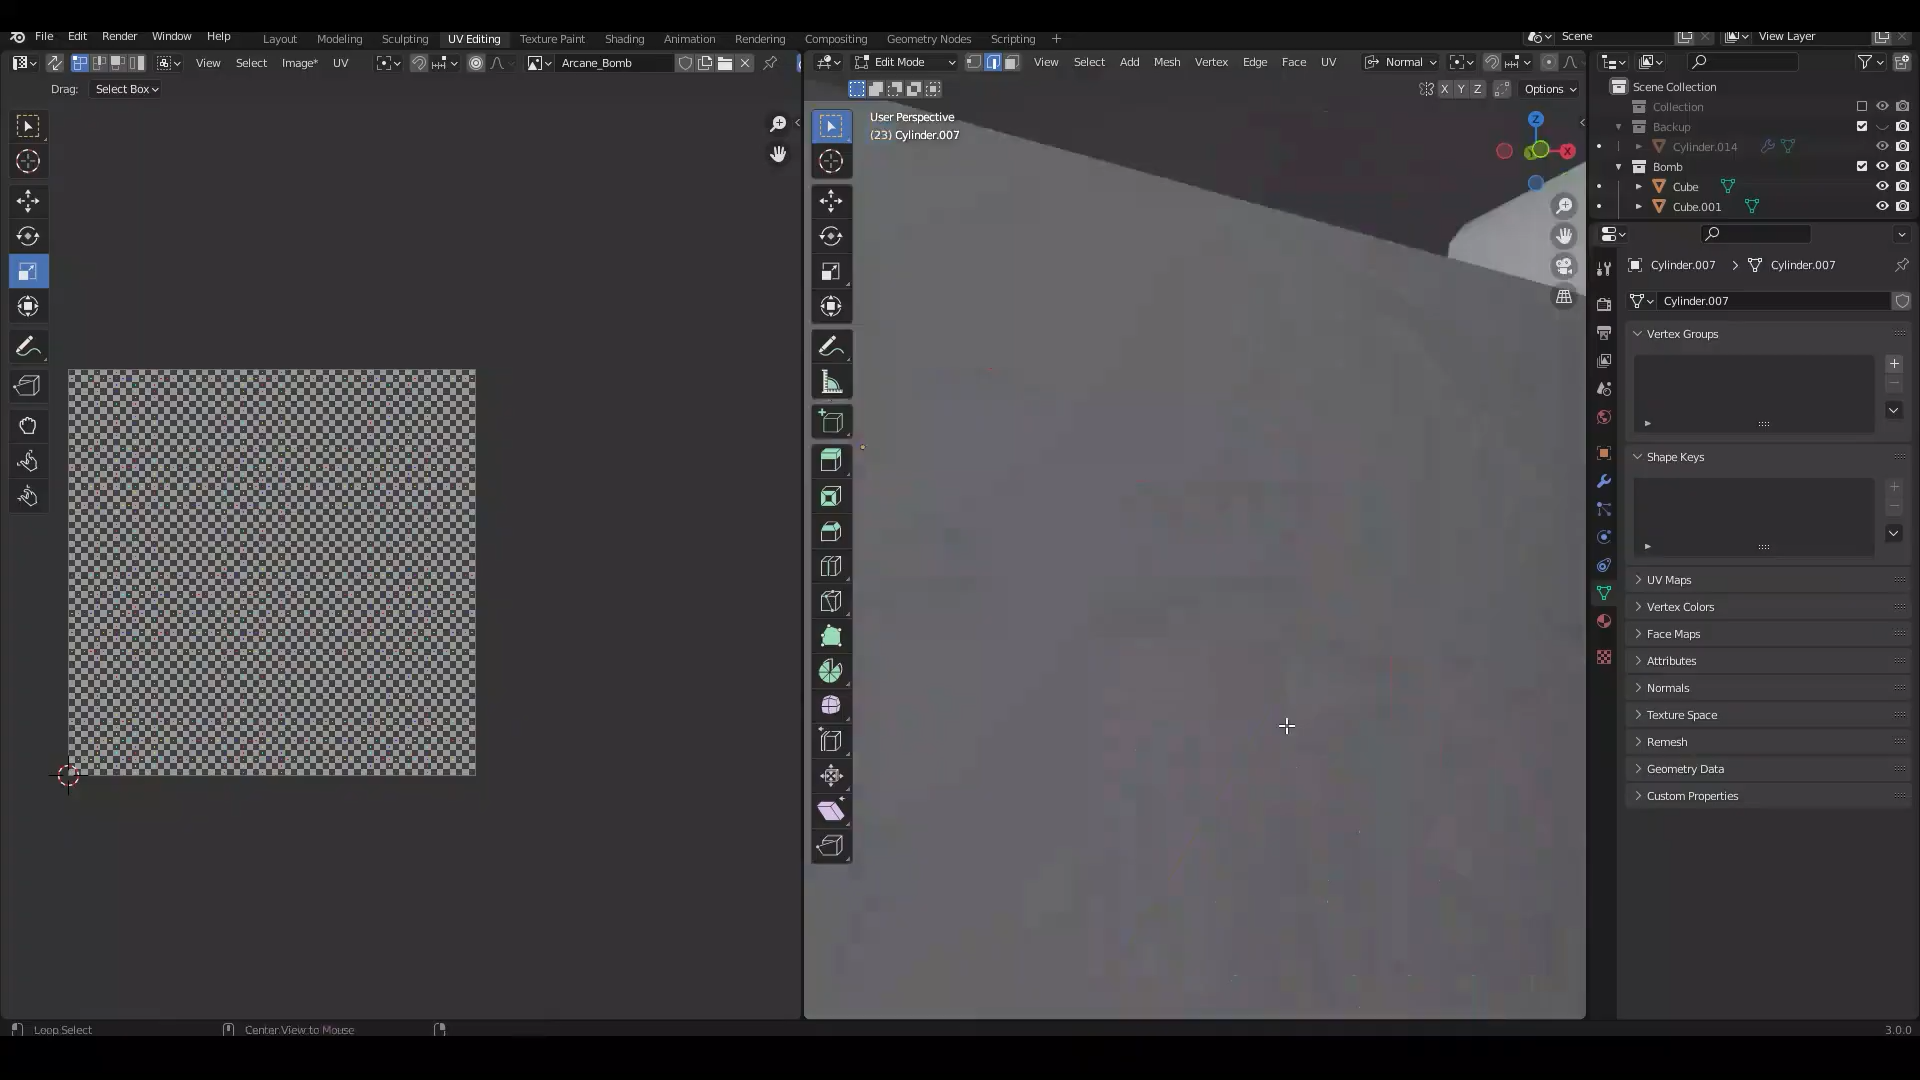 File Edit Render Window Help
Layout Modeling Sculpting UV Editing Texture Paint Shading Animation Rendering Compositing Geometry Nodes Scripting +
Scene
View Layer
View Select Image* UV
Arcane_Bomb
Edit Mode
View Select Add Mesh Vertex Edge Face UV
Normal
Drag: Select Box
X Y Z
Options
User Perspective
(23) Cylinder.007
Z
X
Scene Collection
Collection
Backup
Cylinder.014
Bomb
Cube
Cube.001
Cylinder.007 > Cylinder.007
Cylinder.007
Vertex Groups
Shape Keys
UV Maps
Vertex Colors
Face Maps
Attributes
Normals
Texture Space
Remesh
Geometry Data
Custom Properties
Loop Select
Center View to Mouse
3.0.0